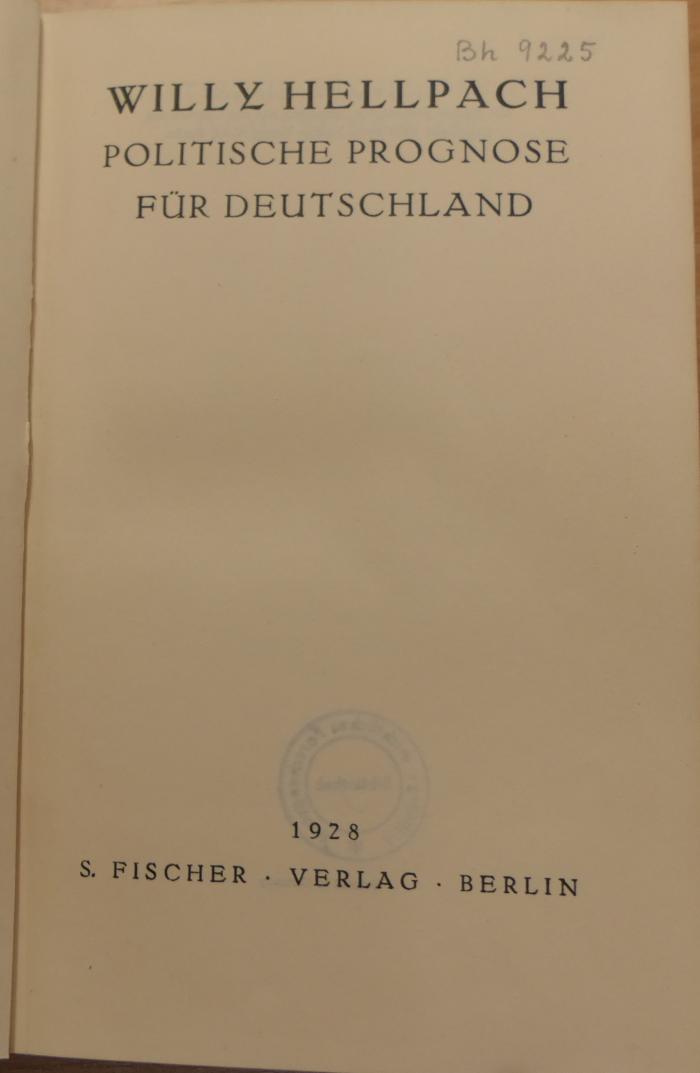 Bh 9225
WILLY HELLPACH
POLITISCHE PROGNOSE
FÜR DEUTSCHLAND
1928
S. FISCHER · VERLAG · BERLIN